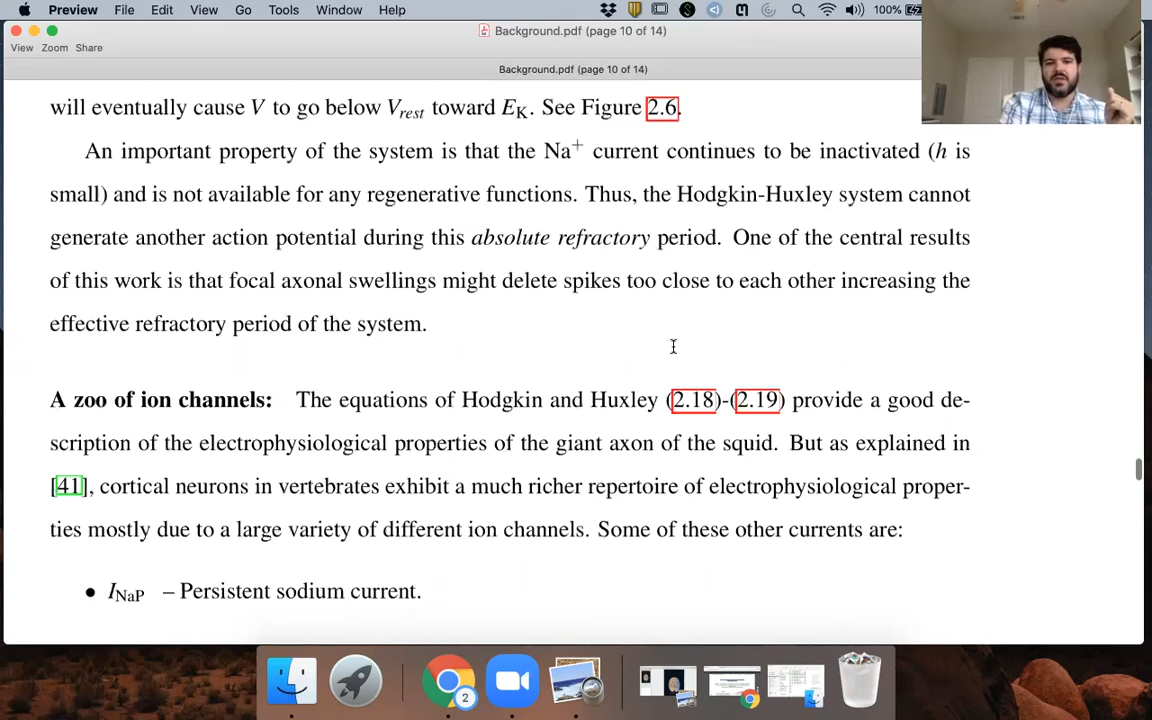 Preview File Edit View Go Tools Window Help 100%
Background.pdf (page 10 of 14)
View Zoom Share
Background.pdf (page 10 of 14)
will eventually cause V to go below Vrest toward EK. See Figure 2.6.
An important property of the system is that the Na+ current continues to be inactivated (h is
small) and is not available for any regenerative functions. Thus, the Hodgkin-Huxley system cannot
generate another action potential during this absolute refractory period. One of the central results
of this work is that focal axonal swellings might delete spikes too close to each other increasing the
effective refractory period of the system.
A zoo of ion channels: The equations of Hodgkin and Huxley (2.18)-(2.19) provide a good de-
scription of the electrophysiological properties of the giant axon of the squid. But as explained in
[41], cortical neurons in vertebrates exhibit a much richer repertoire of electrophysiological proper-
ties mostly due to a large variety of different ion channels. Some of these other currents are:
• INaP – Persistent sodium current.
2